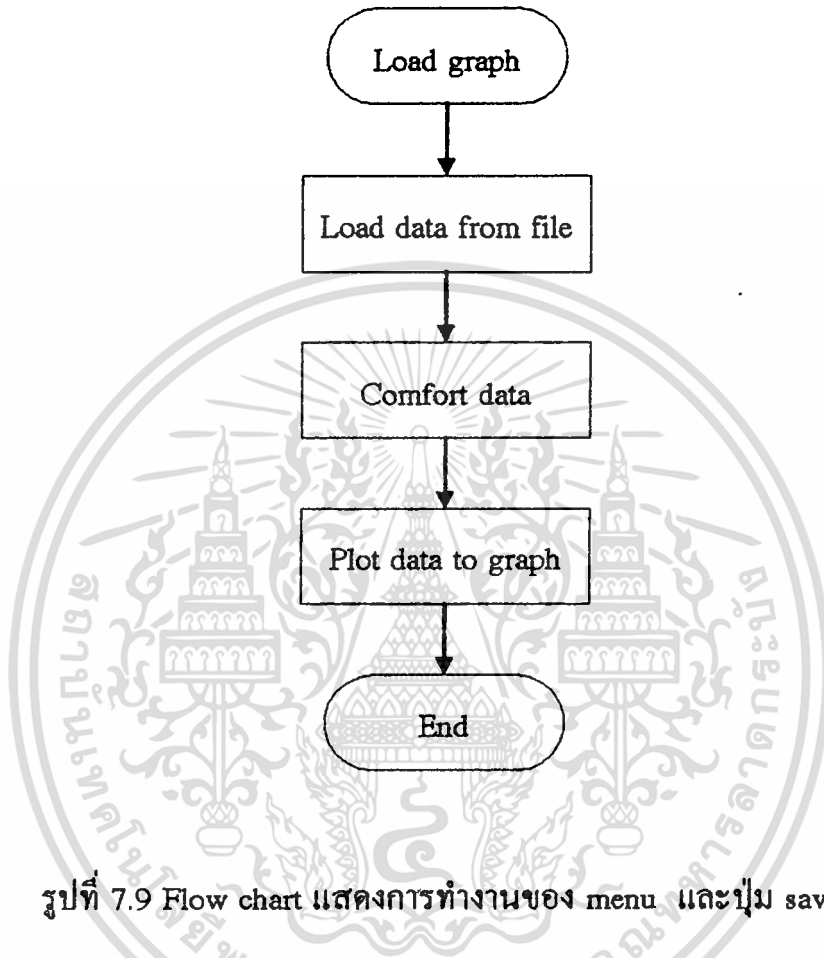 Load graph
Load data from file
Comfort data
Plot data to graph
End
รูปที่ 7.9 Flow chart แสดงการทำงานของ menu และปุ่ม sav